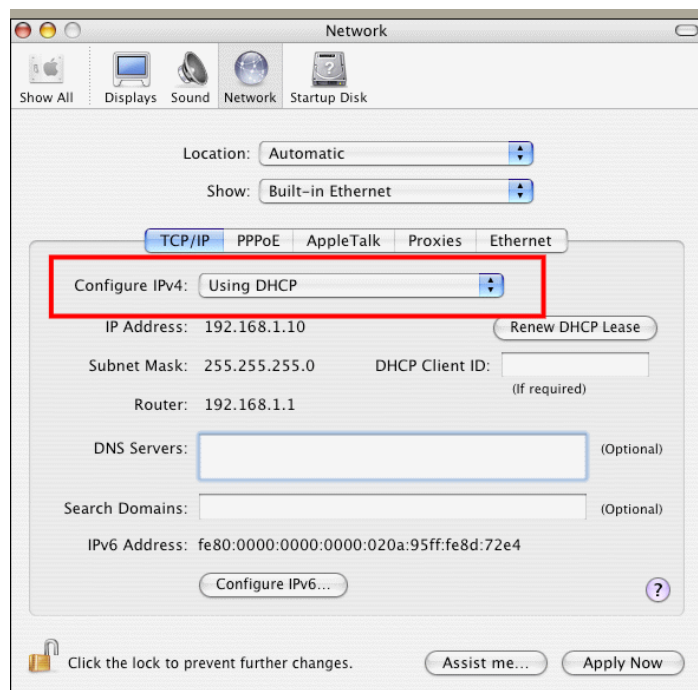 Network
Show All Displays Sound Network Startup Disk
Location: Automatic
Show: Built-in Ethernet
TCP/IP PPPoE AppleTalk Proxies Ethernet
Configure IPv4: Using DHCP
IP Address: 192.168.1.10 Renew DHCP Lease
Subnet Mask: 255.255.255.0 DHCP Client ID:
(If required)
Router: 192.168.1.1
DNS Servers: (Optional)
Search Domains: (Optional)
IPv6 Address: fe80:0000:0000:0000:020a:95ff:fe8d:72e4
Configure IPv6...
?
Click the lock to prevent further changes. Assist me... Apply Now